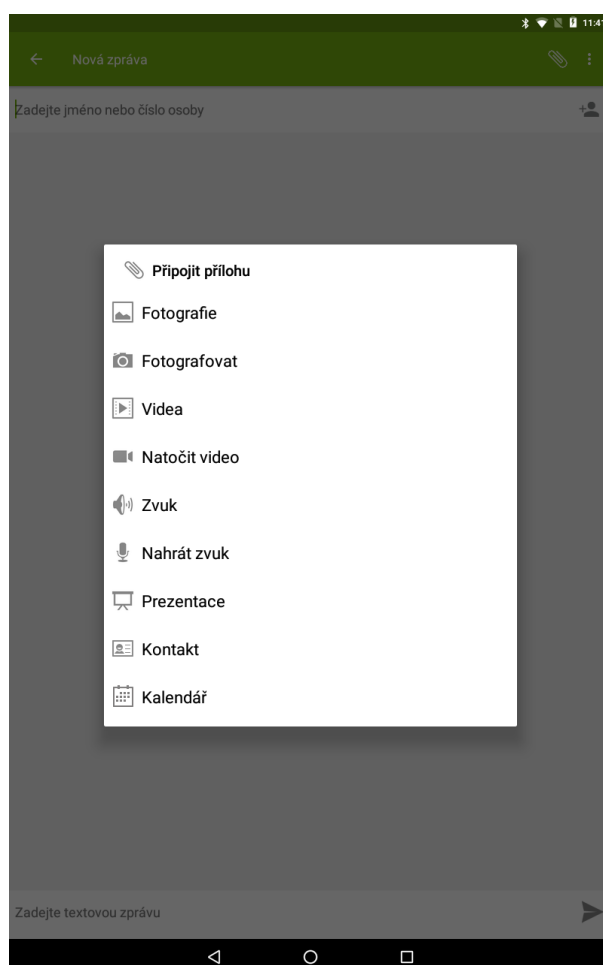 11:41
Nová zpráva
Zadejte jméno nebo číslo osoby
Připojit přílohu
Fotografie
Fotografovat
Videa
Natočit video
Zvuk
Nahrát zvuk
Prezentace
Kontakt
Kalendář
Zadejte textovou zprávu